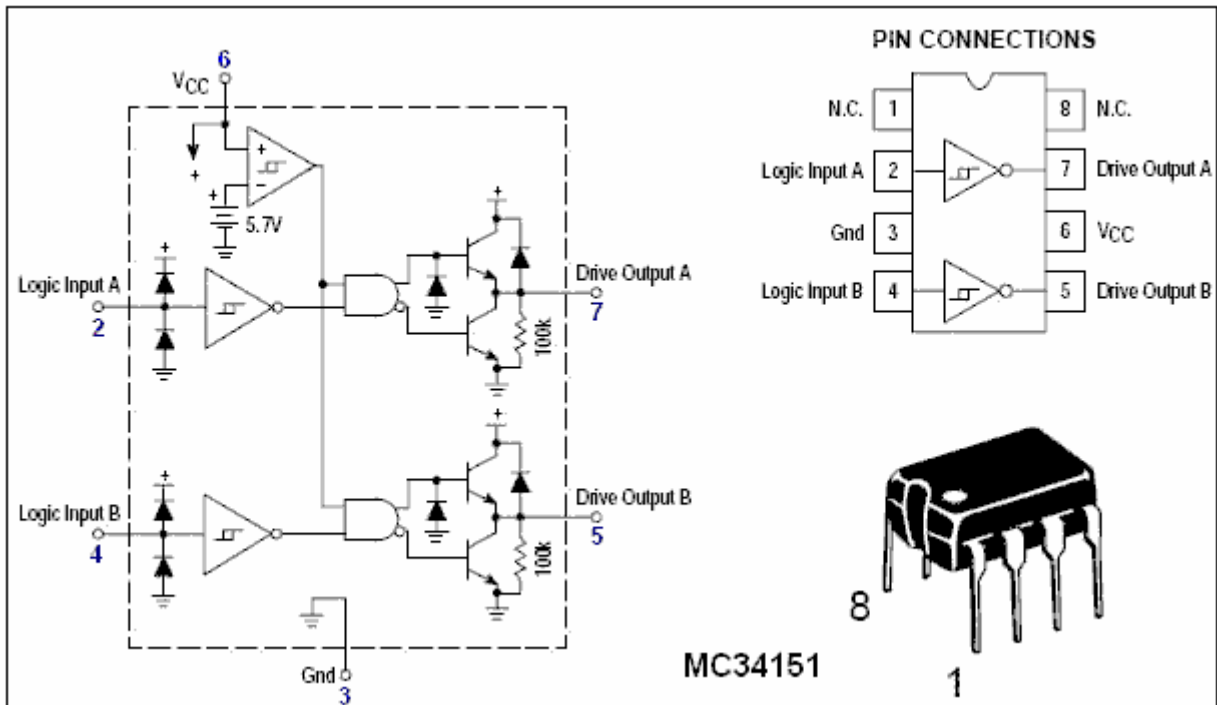 6
VCC
+
+
−
+
5.7V
+
Logic Input A
2
+
Drive Output A
7
100k
+
Logic Input B
4
+
Drive Output B
5
100k
Gnd
3
PIN CONNECTIONS
N.C. 1 8 N.C.
Logic Input A 2 7 Drive Output A
Gnd 3 6 VCC
Logic Input B 4 5 Drive Output B
8
1
MC34151